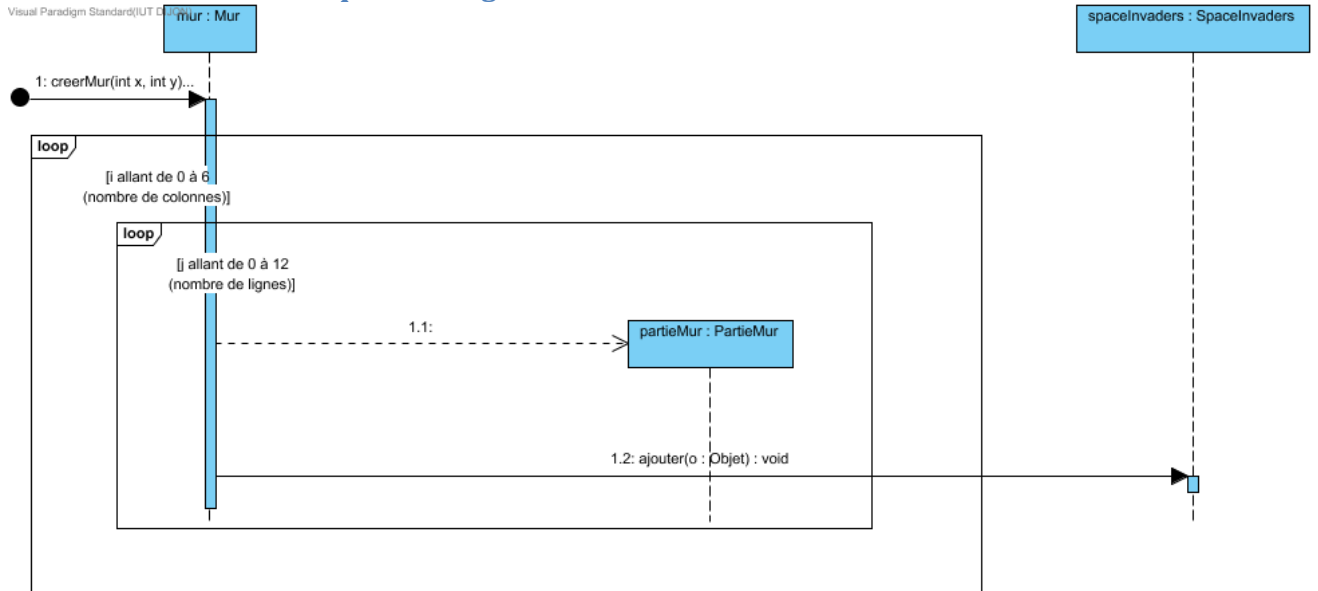 Visual Paradigm Standard(IUT DIJON)
mur : Mur
spaceInvaders : SpaceInvaders
1: creerMur(int x, int y)...
loop
[i allant de 0 à 6
(nombre de colonnes)]
loop
[j allant de 0 à 12
(nombre de lignes)]
1.1:
partieMur : PartieMur
1.2: ajouter(o : Objet) : void